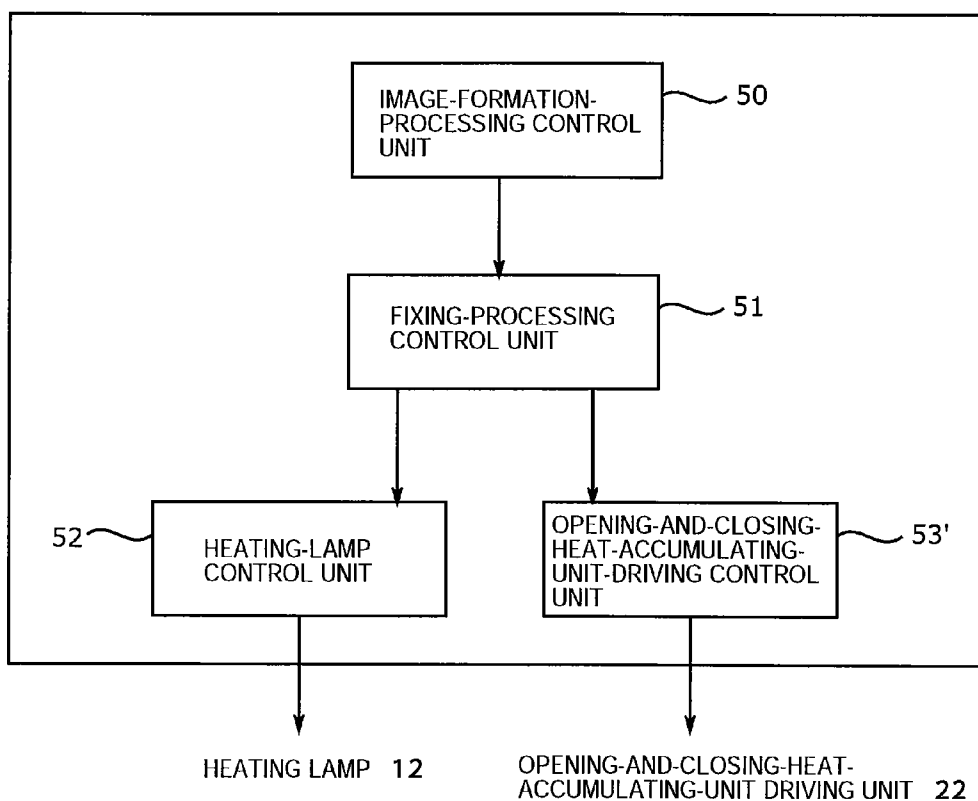 IMAGE-FORMATION-
PROCESSING CONTROL
UNIT
50
FIXING-PROCESSING
CONTROL UNIT
51
52
HEATING-LAMP
CONTROL UNIT
OPENING-AND-CLOSING-
HEAT-ACCUMULATING-
UNIT-DRIVING CONTROL
UNIT
53'
HEATING LAMP 12
OPENING-AND-CLOSING-HEAT-
ACCUMULATING-UNIT DRIVING UNIT 22